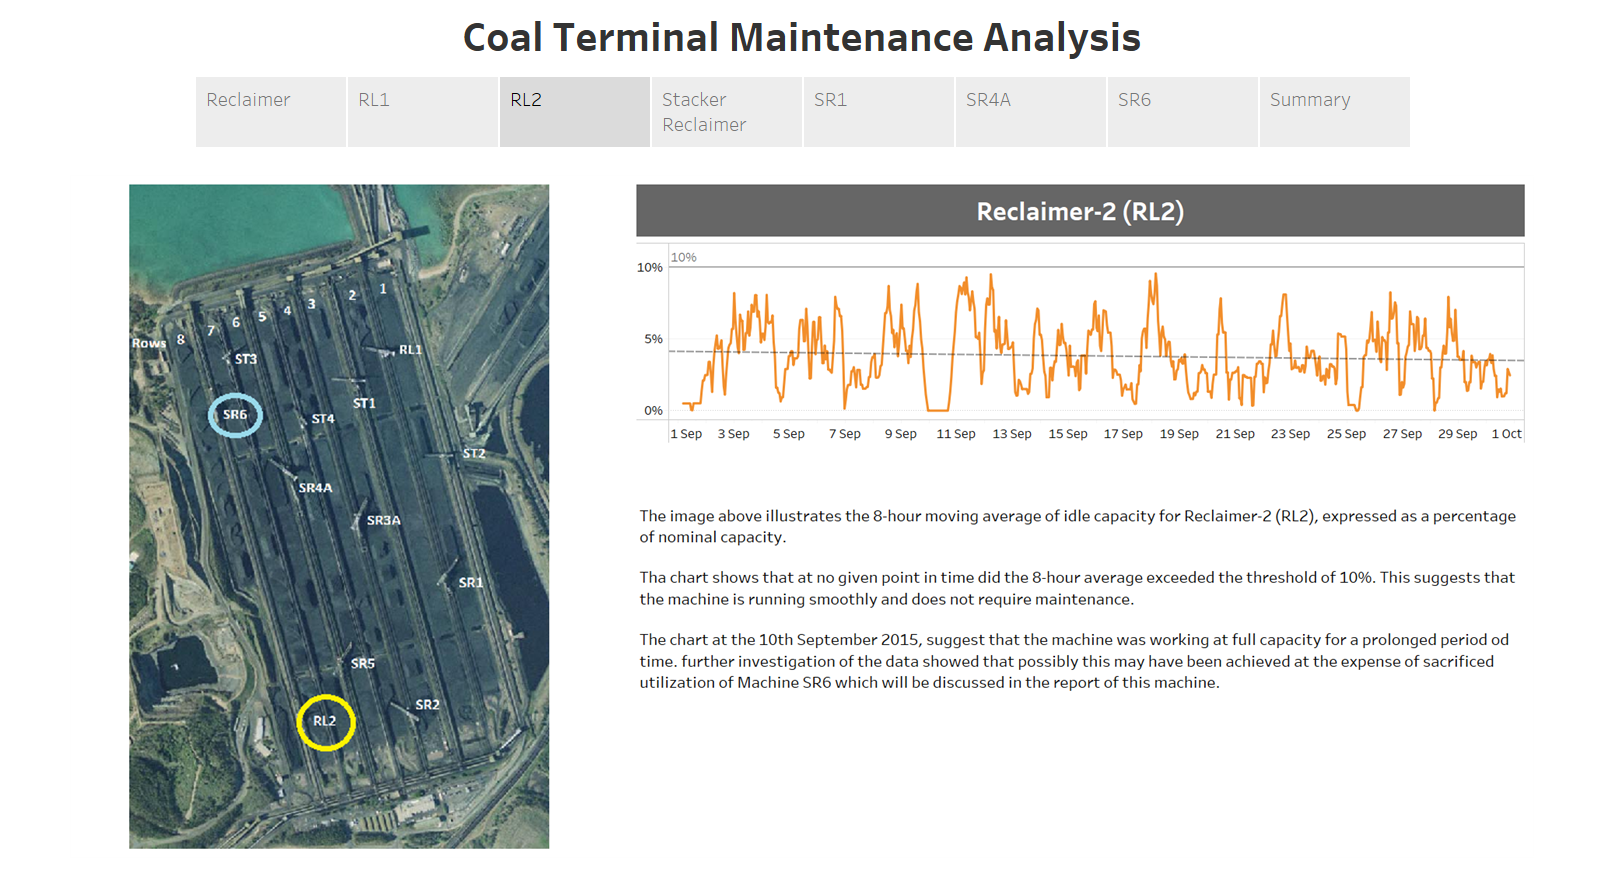 Coal Terminal Maintenance Analysis
Reclaimer
RL1
RL2
Stacker
Reclaimer
SR1
SR4A
SR6
Summary
1
2
3
4
5
6
7
8
Rows
RL1
ST3
ST1
SR6
ST4
ST2
SR4A
SR3A
SR1
SR5
SR2
RL2
Reclaimer-2 (RL2)
10%
10%
5%
0%
1 Sep 3 Sep 5 Sep 7 Sep 9 Sep 11 Sep 13 Sep 15 Sep 17 Sep 19 Sep 21 Sep 23 Sep 25 Sep 27 Sep 29 Sep 1 Oct
The image above illustrates the 8-hour moving average of idle capacity for Reclaimer-2 (RL2), expressed as a percentage
of nominal capacity.
Tha chart shows that at no given point in time did the 8-hour average exceeded the threshold of 10%. This suggests that
the machine is running smoothly and does not require maintenance.
The chart at the 10th September 2015, suggest that the machine was working at full capacity for a prolonged period od
time. further investigation of the data showed that possibly this may have been achieved at the expense of sacrificed
utilization of Machine SR6 which will be discussed in the report of this machine.